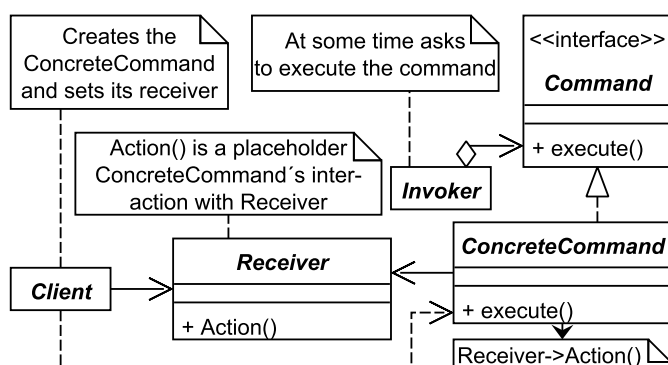 Creates the
ConcreteCommand
and sets its receiver
At some time asks
to execute the command
<<interface>>
Command
+ execute()
Action() is a placeholder
ConcreteCommand´s inter-
action with Receiver
Invoker
Receiver
+ Action()
ConcreteCommand
+ execute()
Client
Receiver->Action()